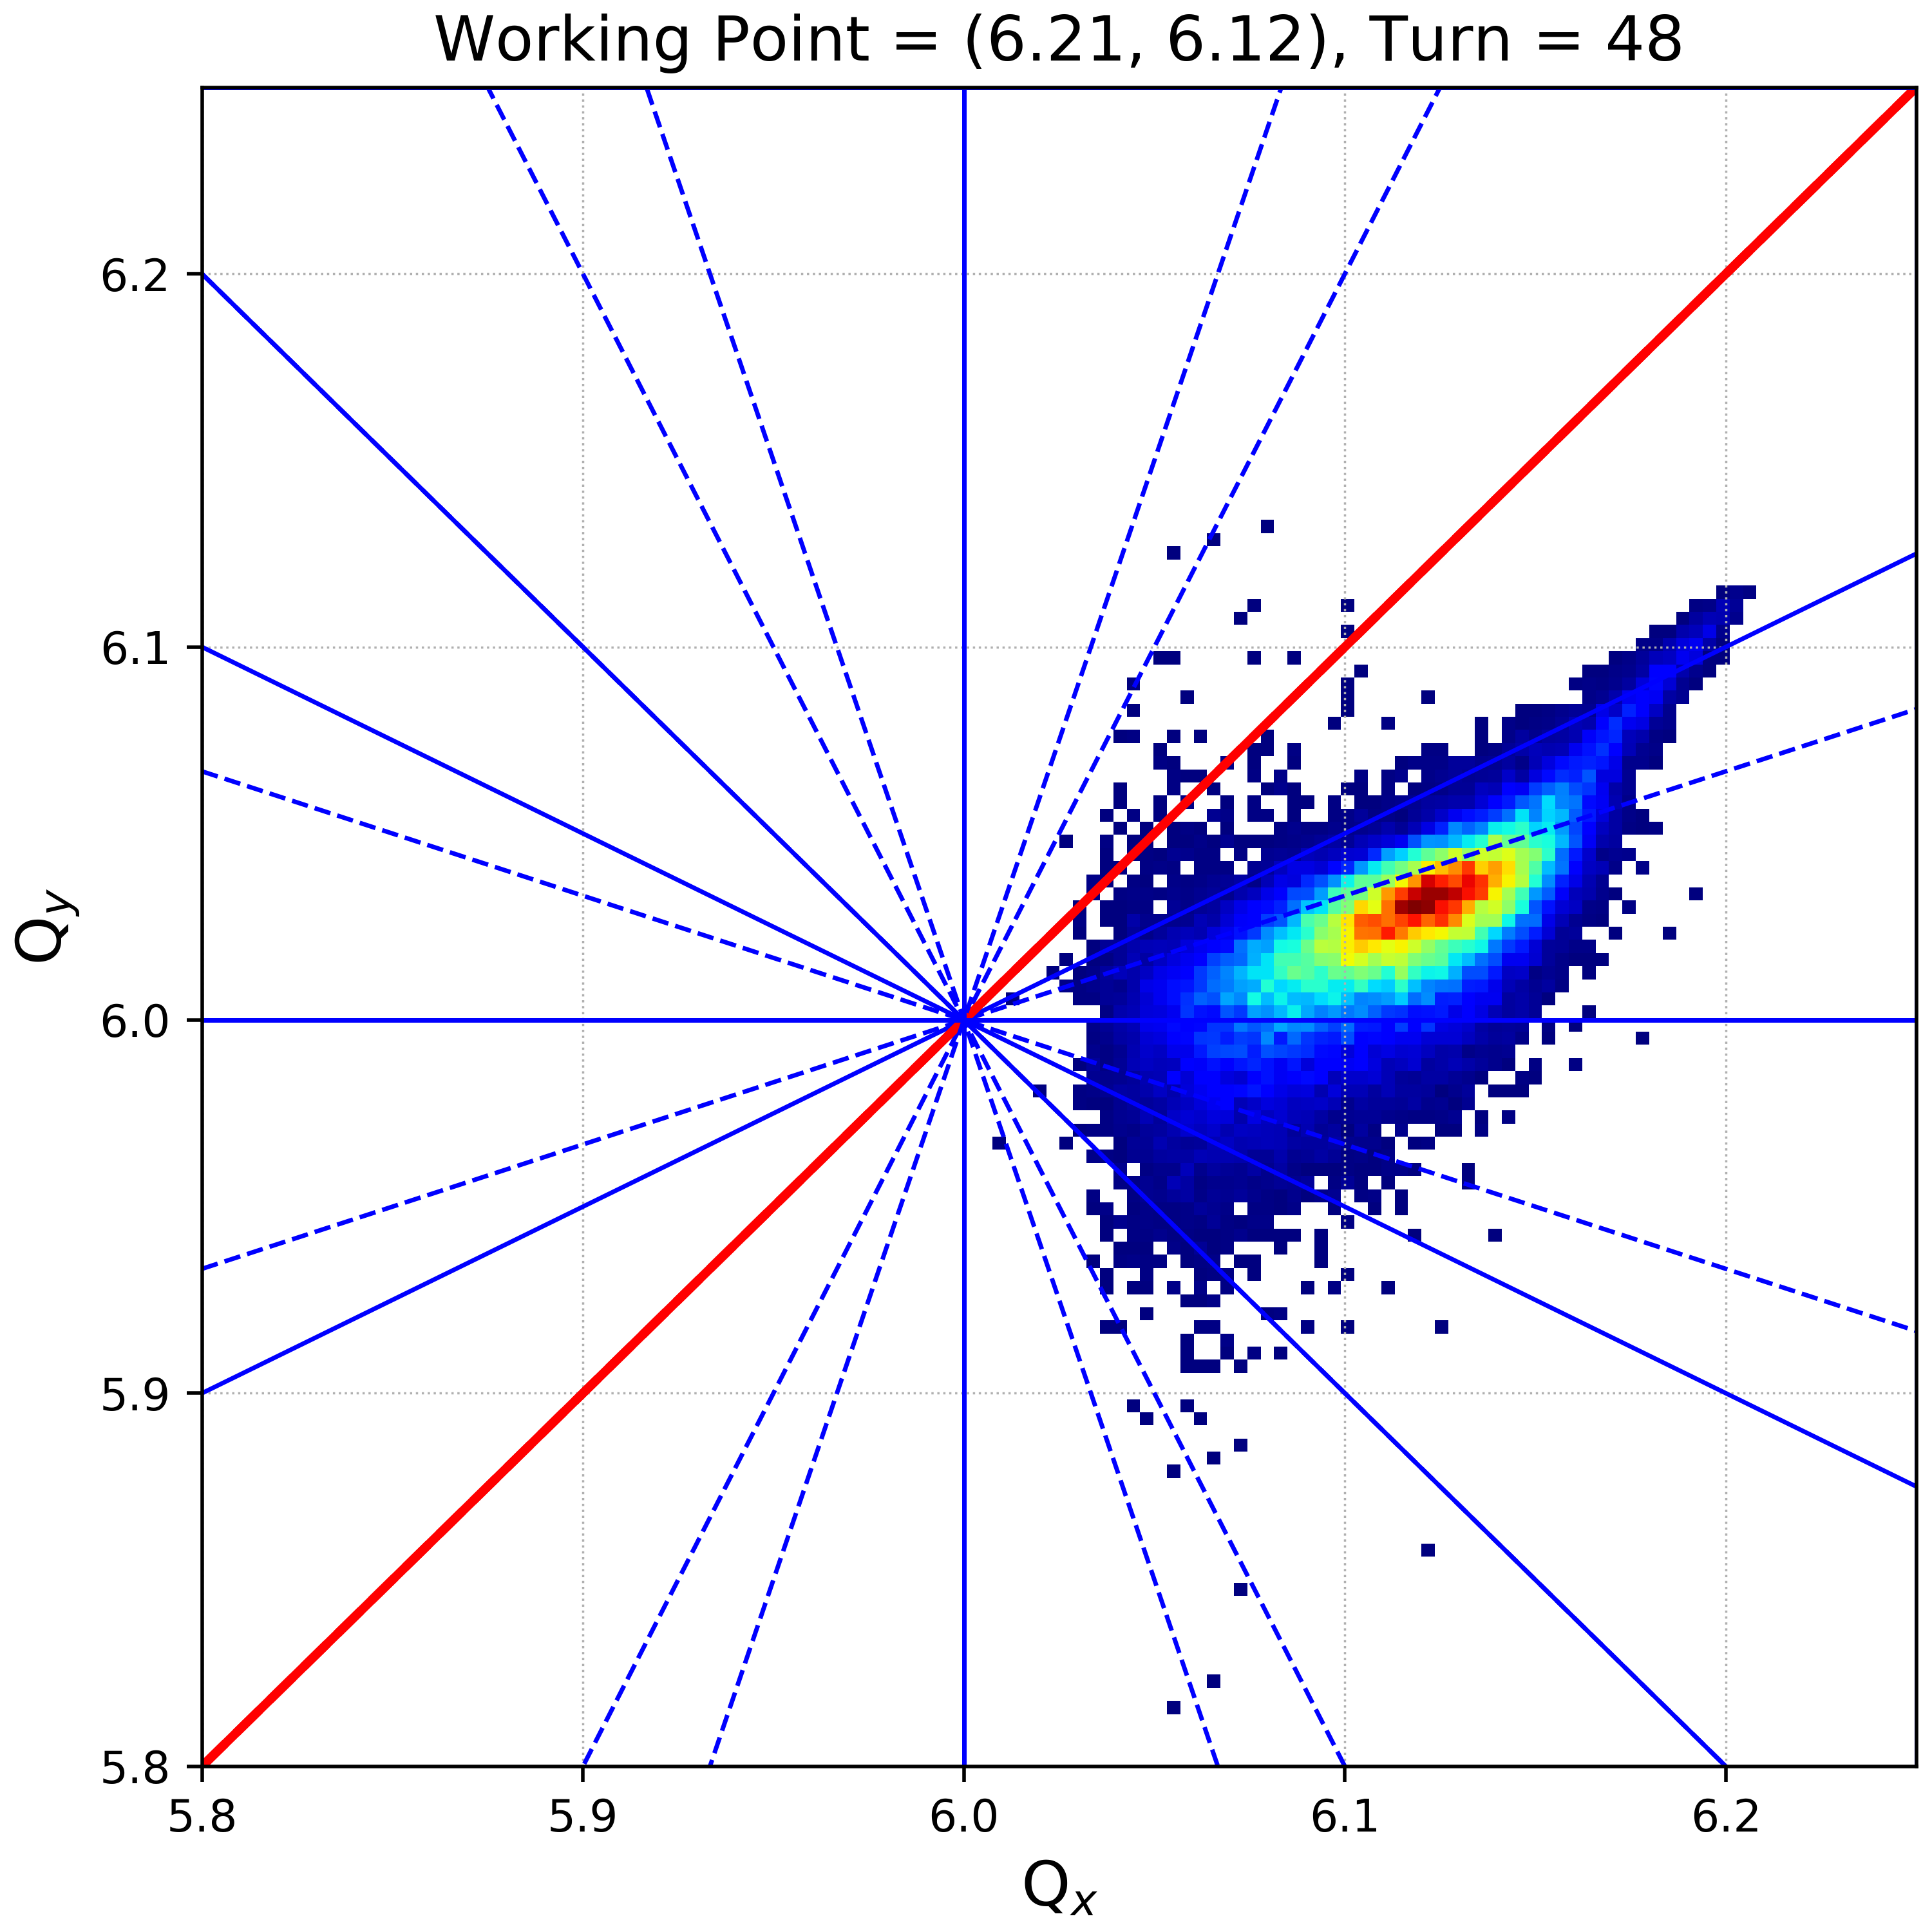 Working Point = (6.21, 6.12), Turn = 48
6.2
6.1
6.0
5.9
5.8
Qy
5.8 5.9 6.0 6.1 6.2
Qx